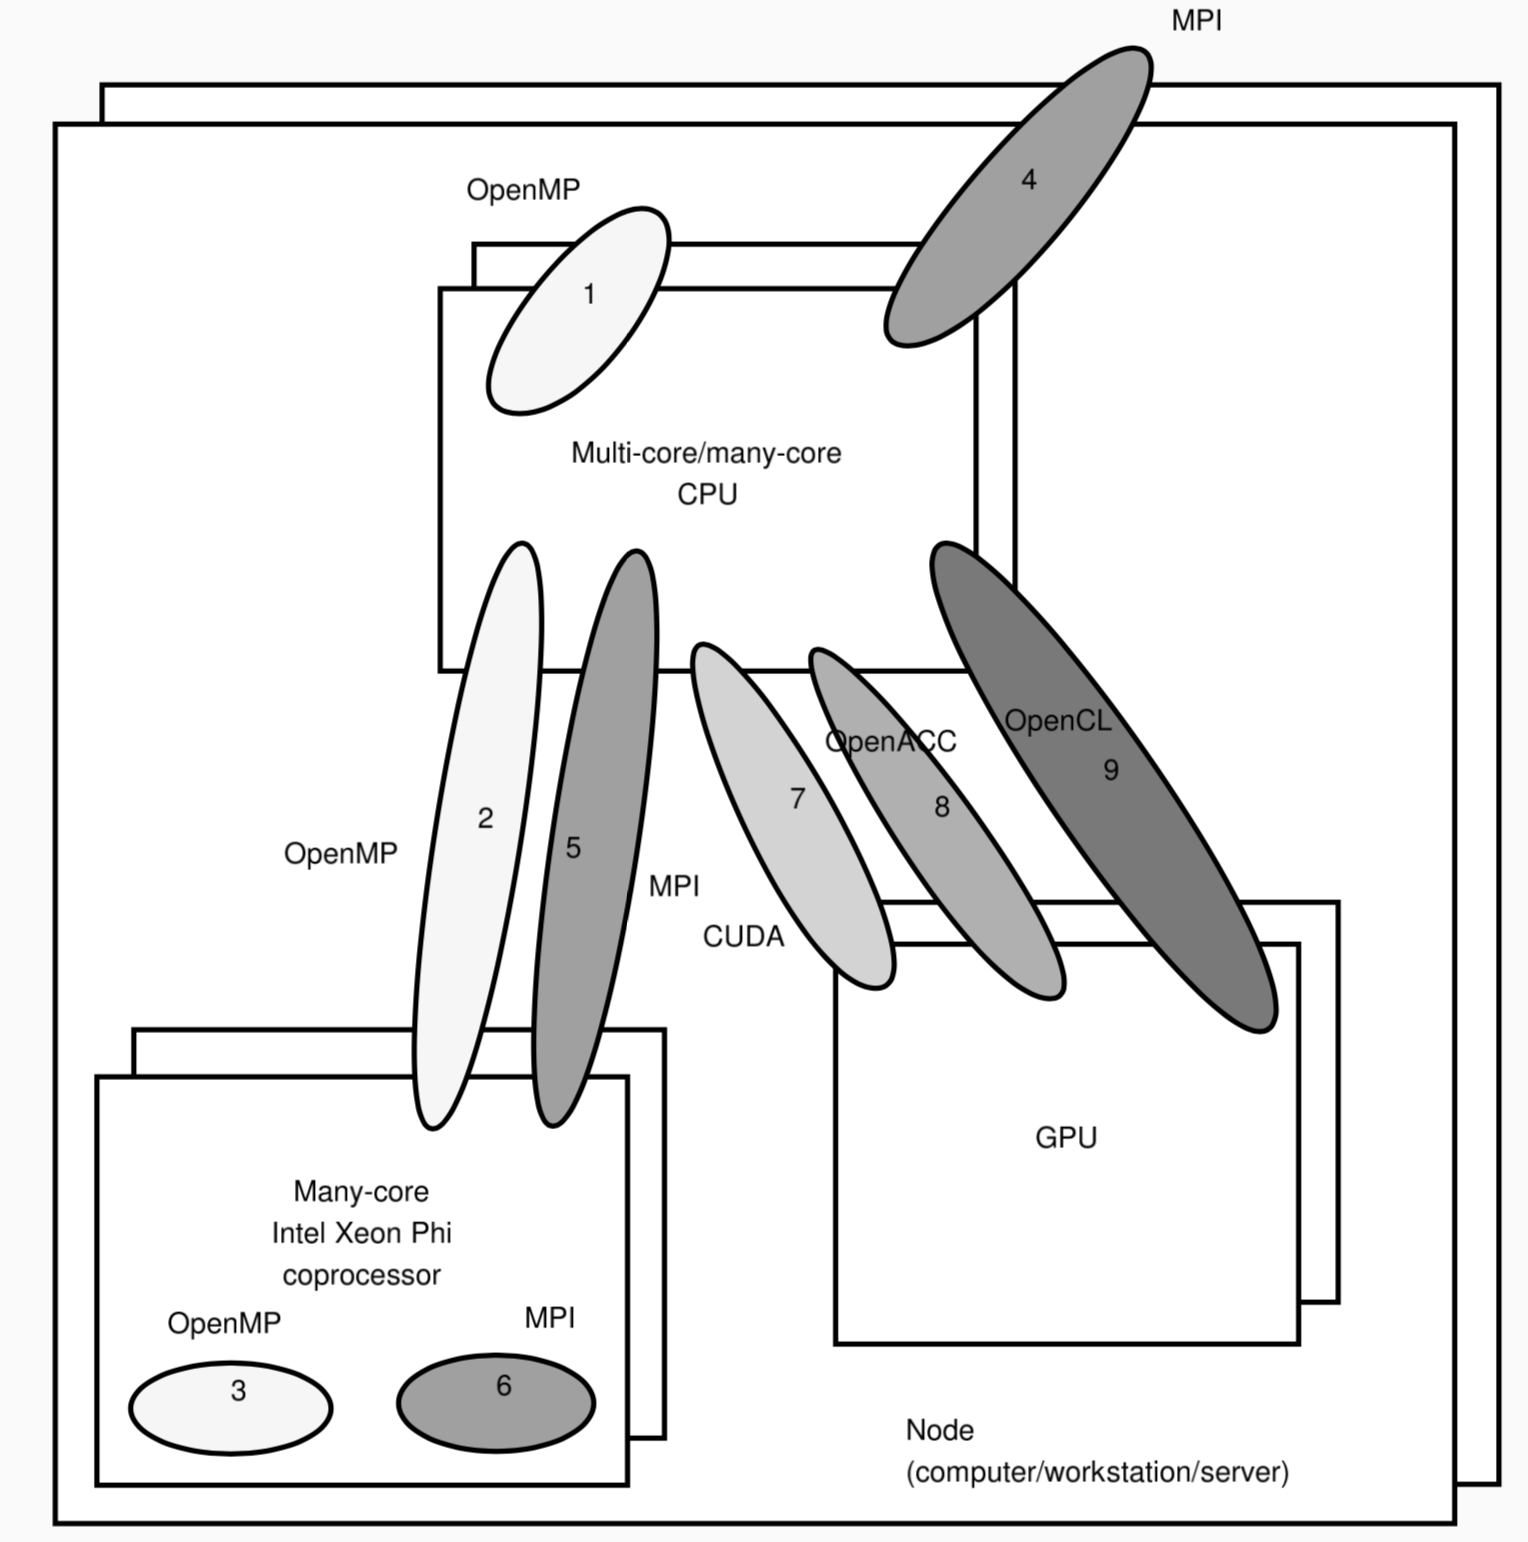 MPI
4
OpenMP
1
Multi-core/many-core
CPU
OpenCL
OpenACC
9
7
8
2
5
OpenMP
MPI
CUDA
GPU
Many-core
Intel Xeon Phi
coprocessor
OpenMP
MPI
3
6
Node
(computer/workstation/server)